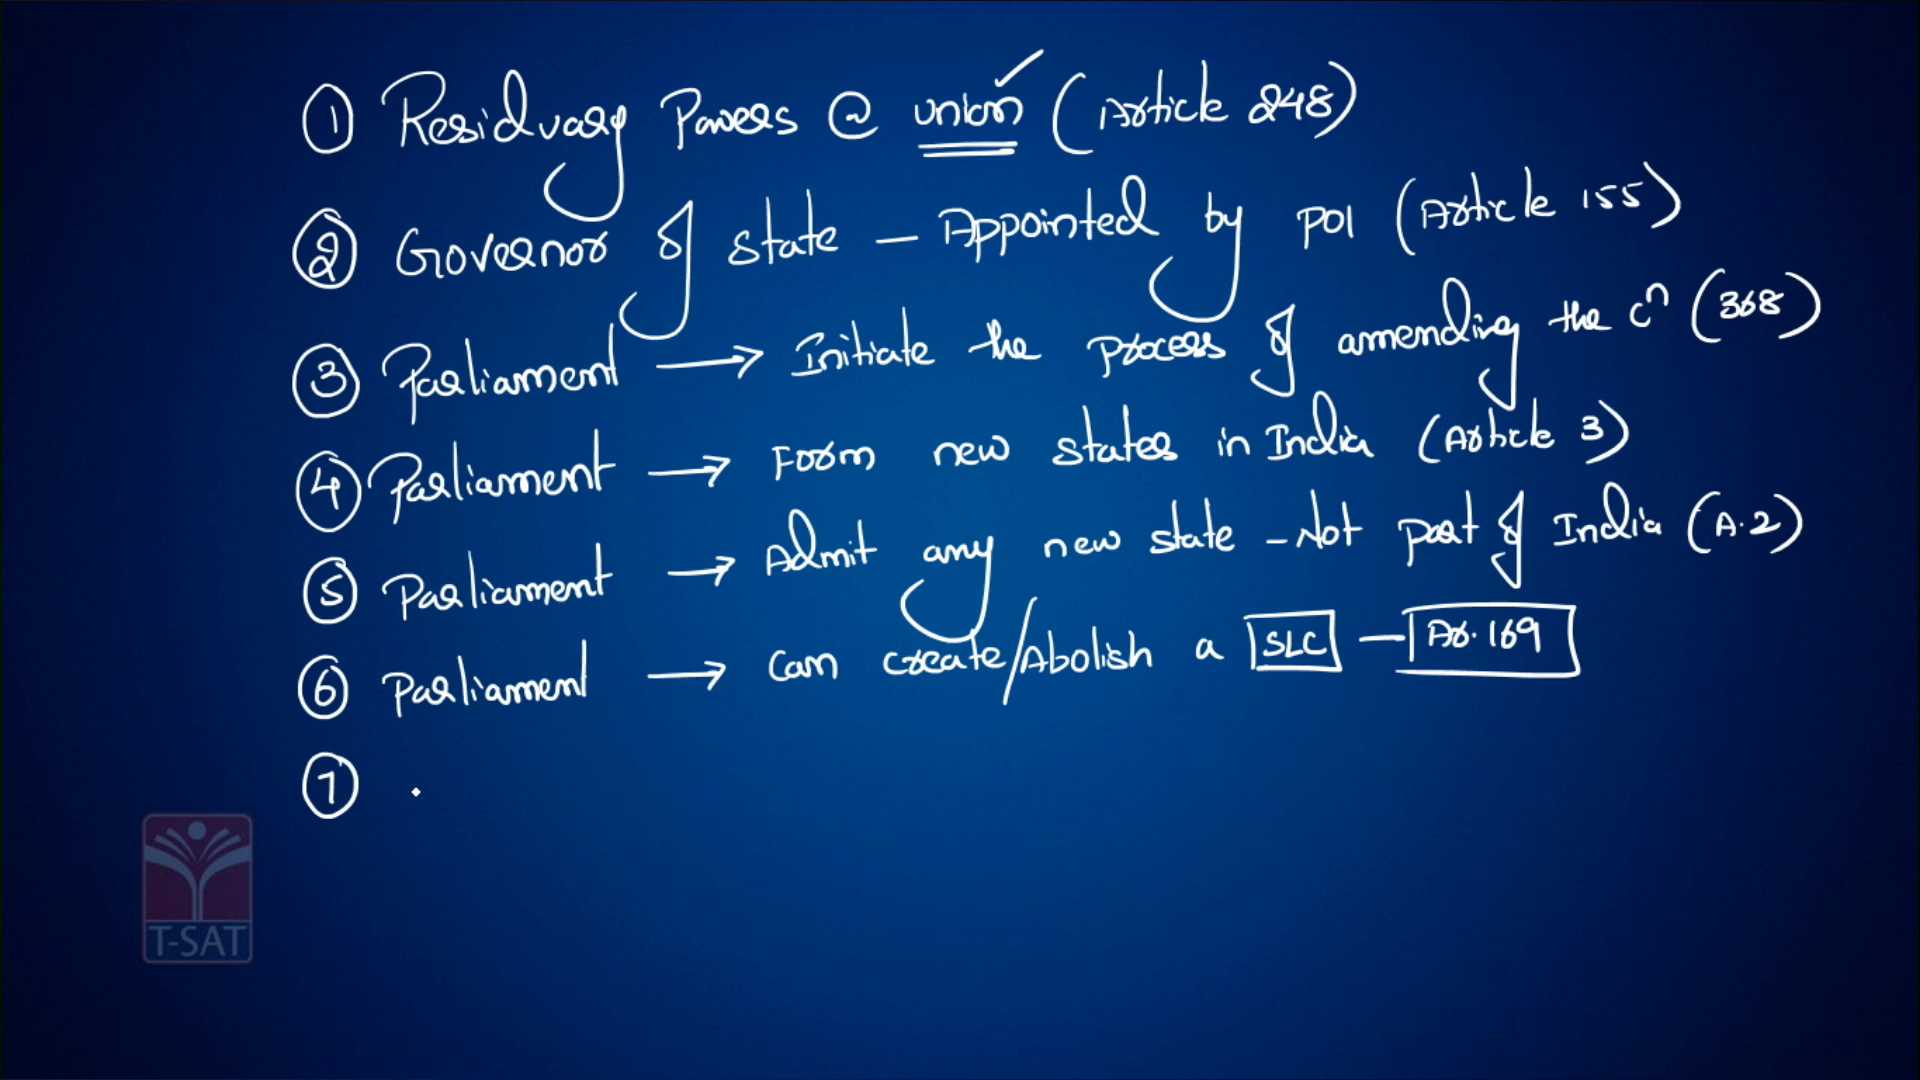 ① Residuary Powers @ union (Article 248)
② Governor of state - Appointed by POI (Article 155)
③ Parliament → Initiate the process of amending the Cⁿ (368)
④ Parliament → Form new states in India (Article 3)
⑤ Parliament → Admit any new state - Not part of India (A.2)
⑥ Parliament → Can create/Abolish a SLC - Ar. 169
⑦
T-SAT